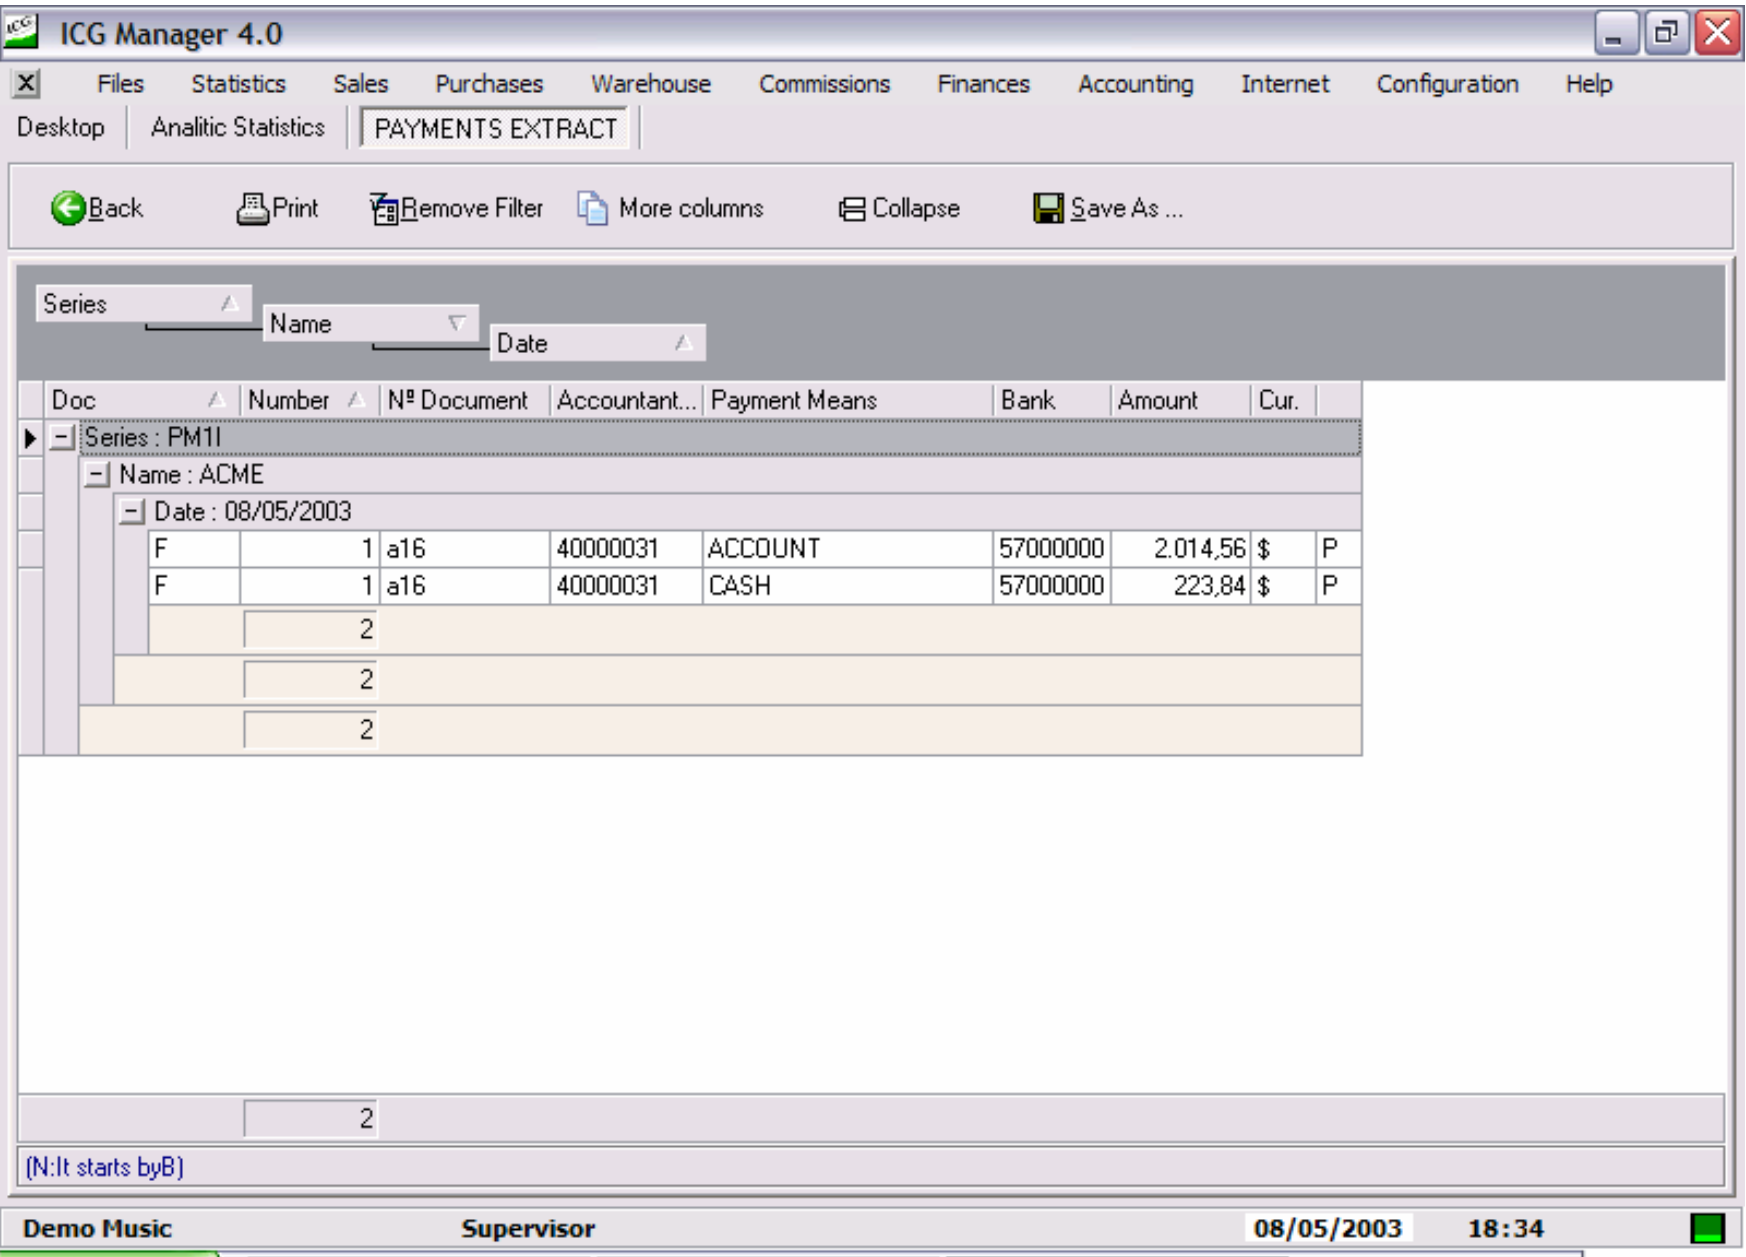 ICG
ICG Manager 4.0
X Files Statistics Sales Purchases Warehouse Commissions Finances Accounting Internet Configuration Help
Desktop Analitic Statistics PAYMENTS EXTRACT
Back Print Remove Filter More columns Collapse Save As ...
Series
Name
Date
Doc Number Nº Document Accountant... Payment Means Bank Amount Cur.
Series : PM1I
Name : ACME
Date : 08/05/2003
F 1 a16 40000031 ACCOUNT 57000000 2.014,56 $ P
F 1 a16 40000031 CASH 57000000 223,84 $ P
2
2
2
2
(N:It starts byB)
Demo Music Supervisor 08/05/2003 18:34